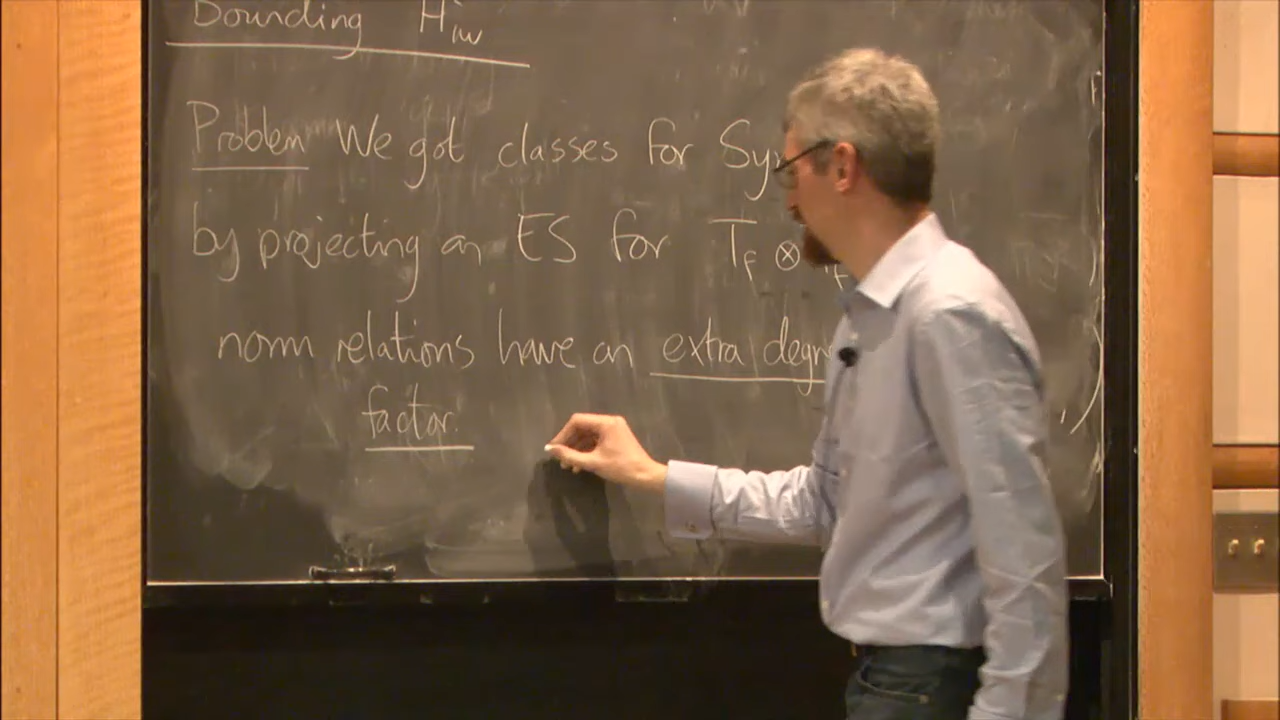 Bounding H_Iw
Problem We got classes for Sy
by projecting an ES for T_f ⊗
norm relations have an extra degr
factor.